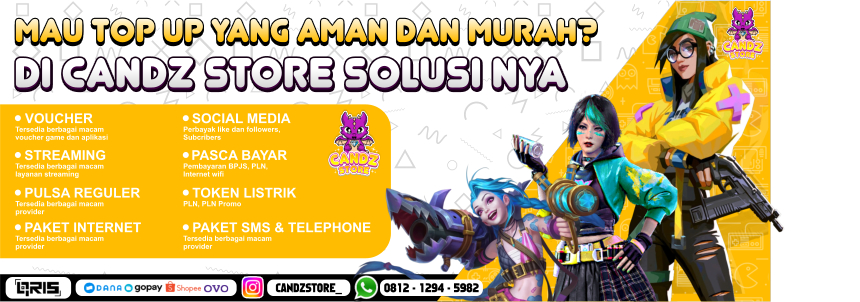 MAU TOP UP YANG AMAN DAN MURAH?
DI CANDZ STORE SOLUSI NYA
CANDZ
STORE
VOUCHER
Tersedia berbagai macam
voucher game dan aplikasi
STREAMING
Tersedia berbagai macam
layanan streaming
PULSA REGULER
Tersedia berbagai macam
provider
PAKET INTERNET
Tersedia berbagai macam
provider
SOCIAL MEDIA
Perbayak like dan followers,
Subcribers
PASCA BAYAR
Pembayaran BPJS, PLN,
Internet wifi
TOKEN LISTRIK
PLN, PLN Promo
PAKET SMS & TELEPHONE
Tersedia berbagai macam
provider
CANDZ
STORE
QRIS
DANA gopay Shopee OVO
CANDZSTORE_
0812 - 1294 - 5982